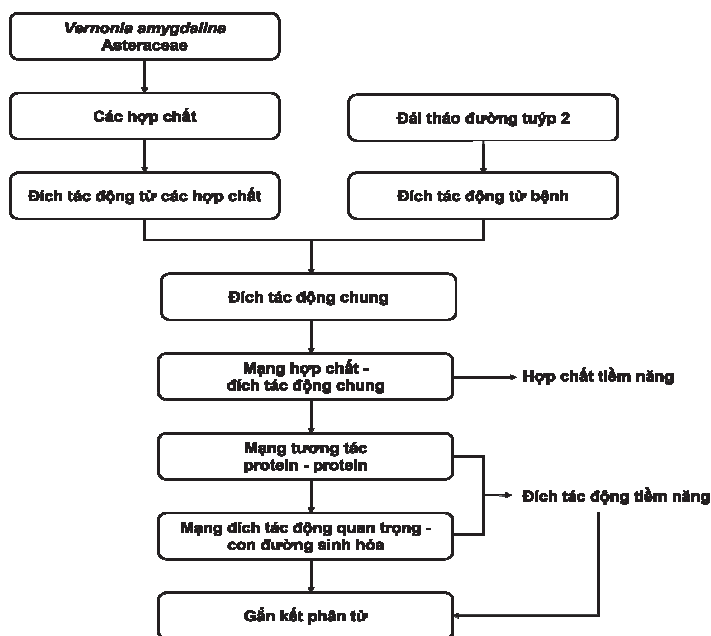 Vernonia amygdalina
Asteraceae
Các hợp chất
Đái tháo đường tuýp 2
Đích tác động từ các hợp chất
Đích tác động từ bệnh
Đích tác động chung
Mạng hợp chất -
đích tác động chung
Hợp chất tiềm năng
Mạng tương tác
protein - protein
Đích tác động tiềm năng
Mạng đích tác động quan trọng -
con đường sinh hóa
Gắn kết phân tử